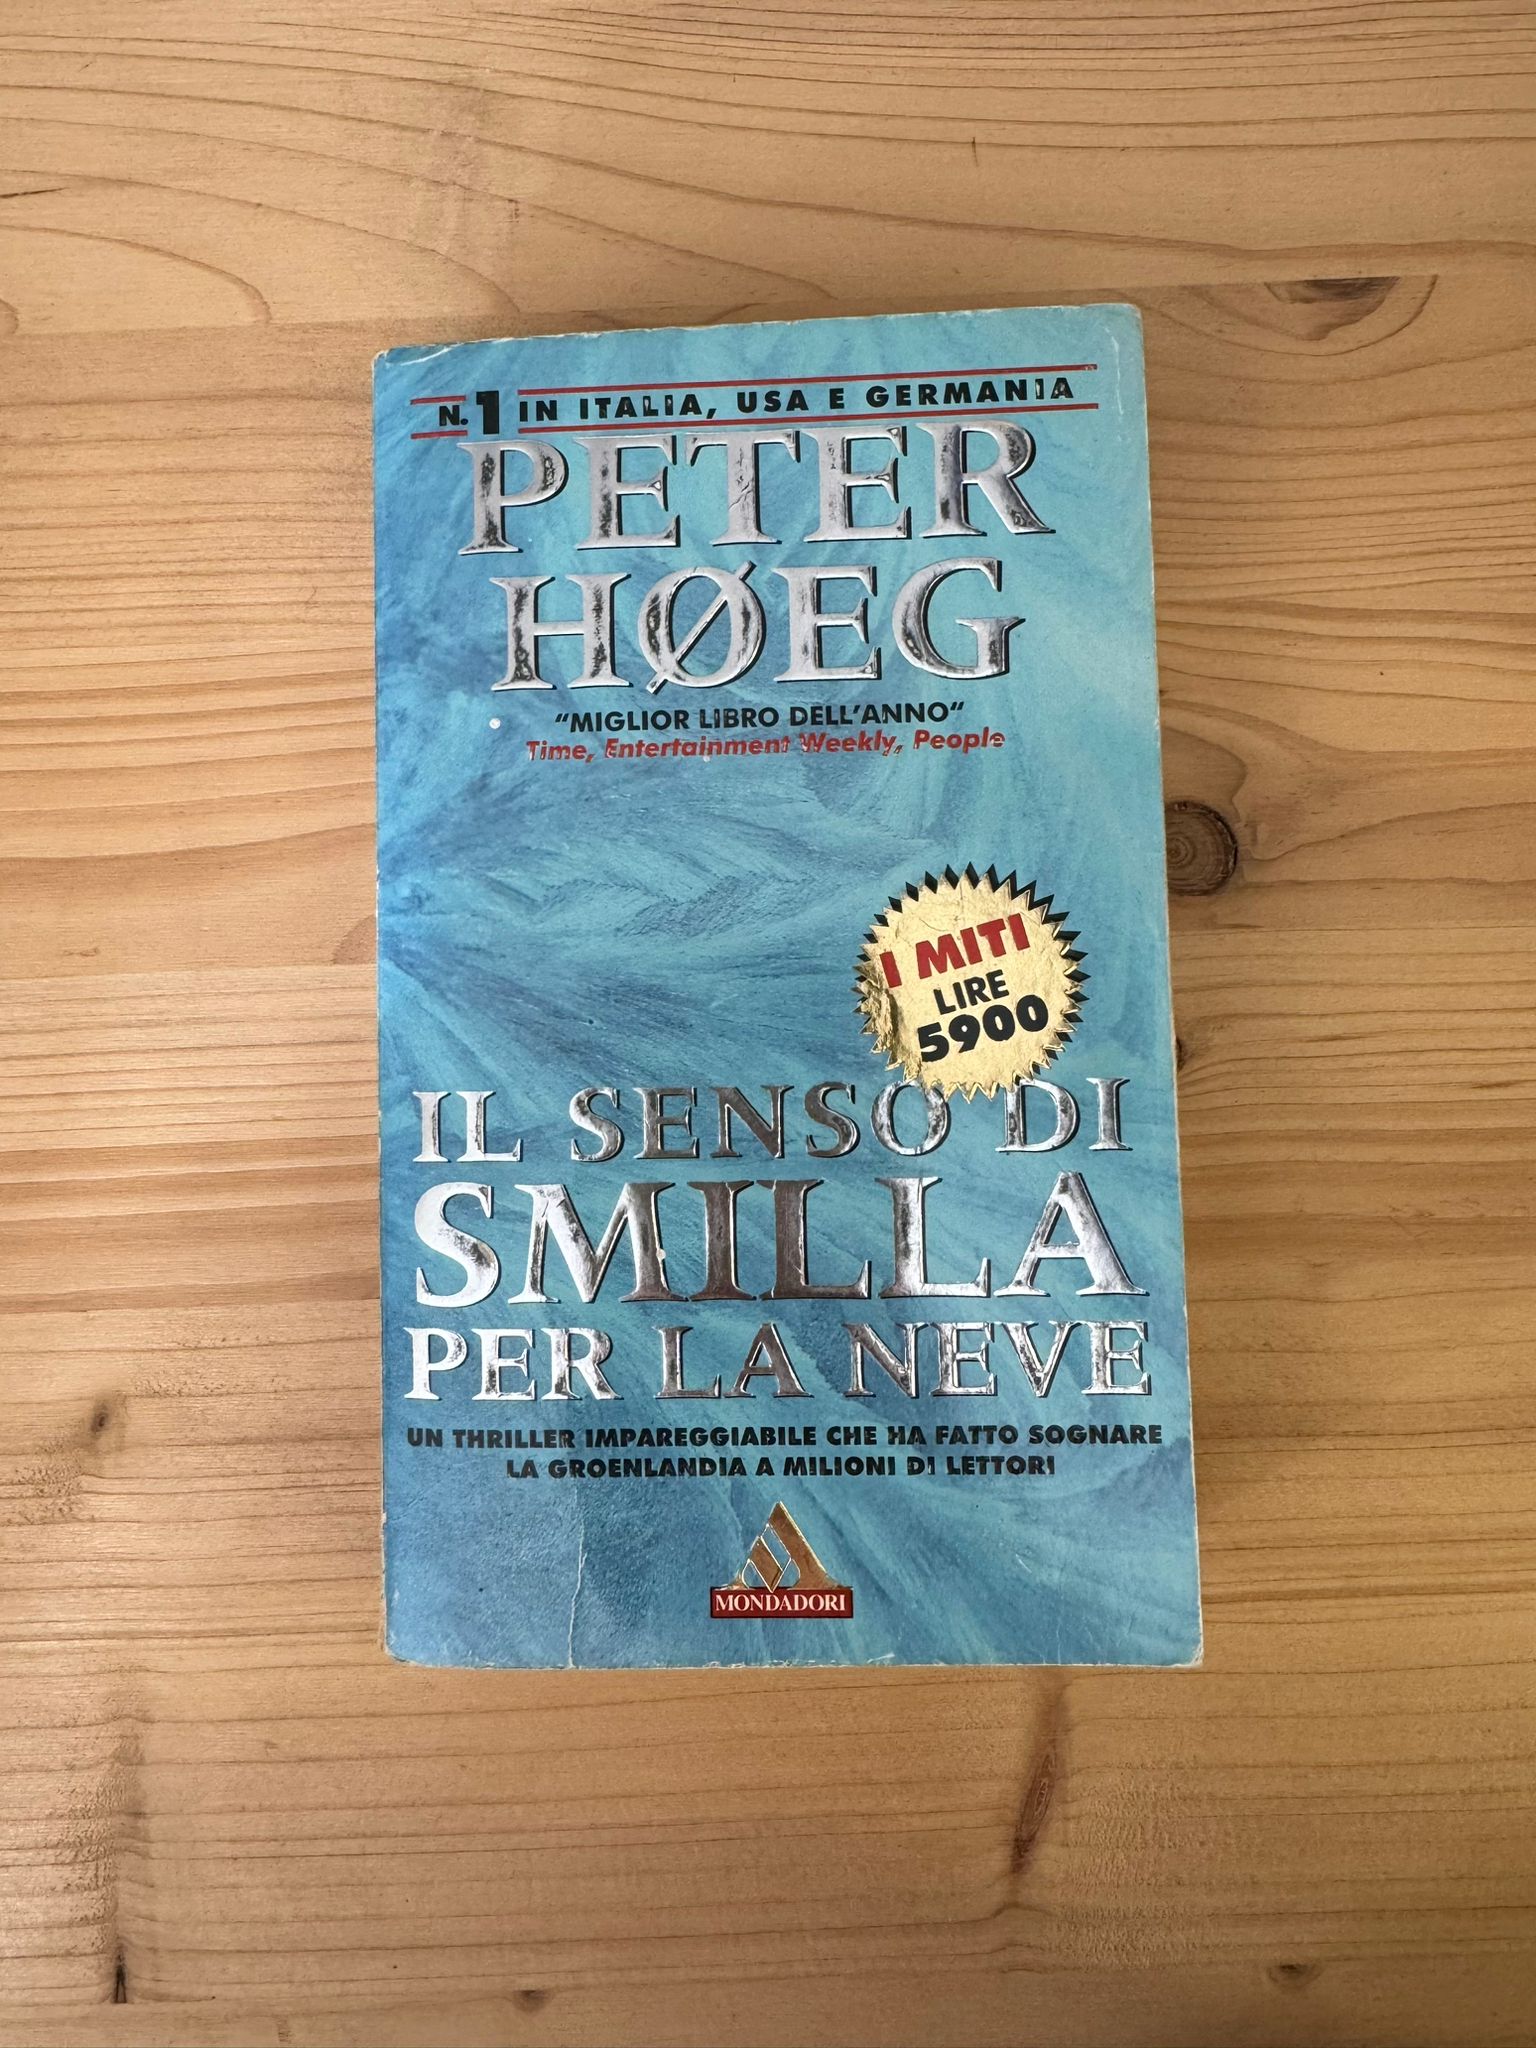 N. 1 IN ITALIA, USA E GERMANIA
PETER
HØEG
"MIGLIOR LIBRO DELL'ANNO"
Time, Entertainment Weekly, People
I MITI
LIRE
5900
IL SENSO DI
SMILLA
PER LA NEVE
UN THRILLER IMPAREGGIABILE CHE HA FATTO SOGNARE
LA GROENLANDIA A MILIONI DI LETTORI
MONDADORI